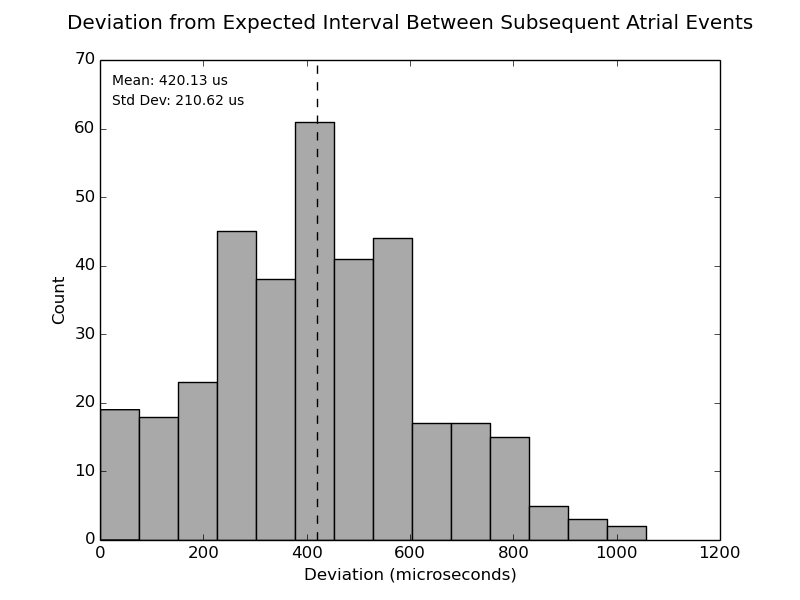 Deviation from Expected Interval Between Subsequent Atrial Events
Mean: 420.13 us
Std Dev: 210.62 us
70
60
50
40
30
20
10
0
Count
0 200 400 600 800 1000 1200
Deviation (microseconds)